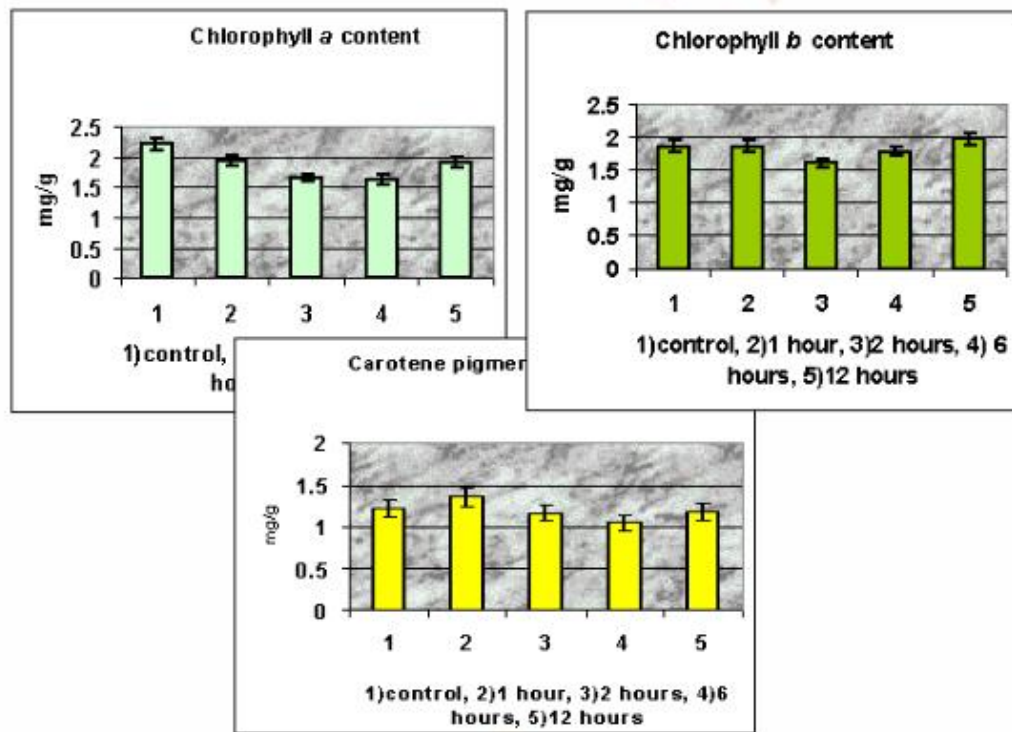 Chlorophyll a content
mg/g
2.5
2
1.5
1
0.5
0
1 2 3 4 5
1)control,
Chlorophyll b content
mg/g
2.5
2
1.5
1
0.5
0
1 2 3 4 5
1)control, 2)1 hour, 3)2 hours, 4) 6
hours, 5)12 hours
Carotene
mg/g
2
1.5
1
0.5
0
1 2 3 4 5
1)control, 2)1 hour, 3)2 hours, 4)6
hours, 5)12 hours